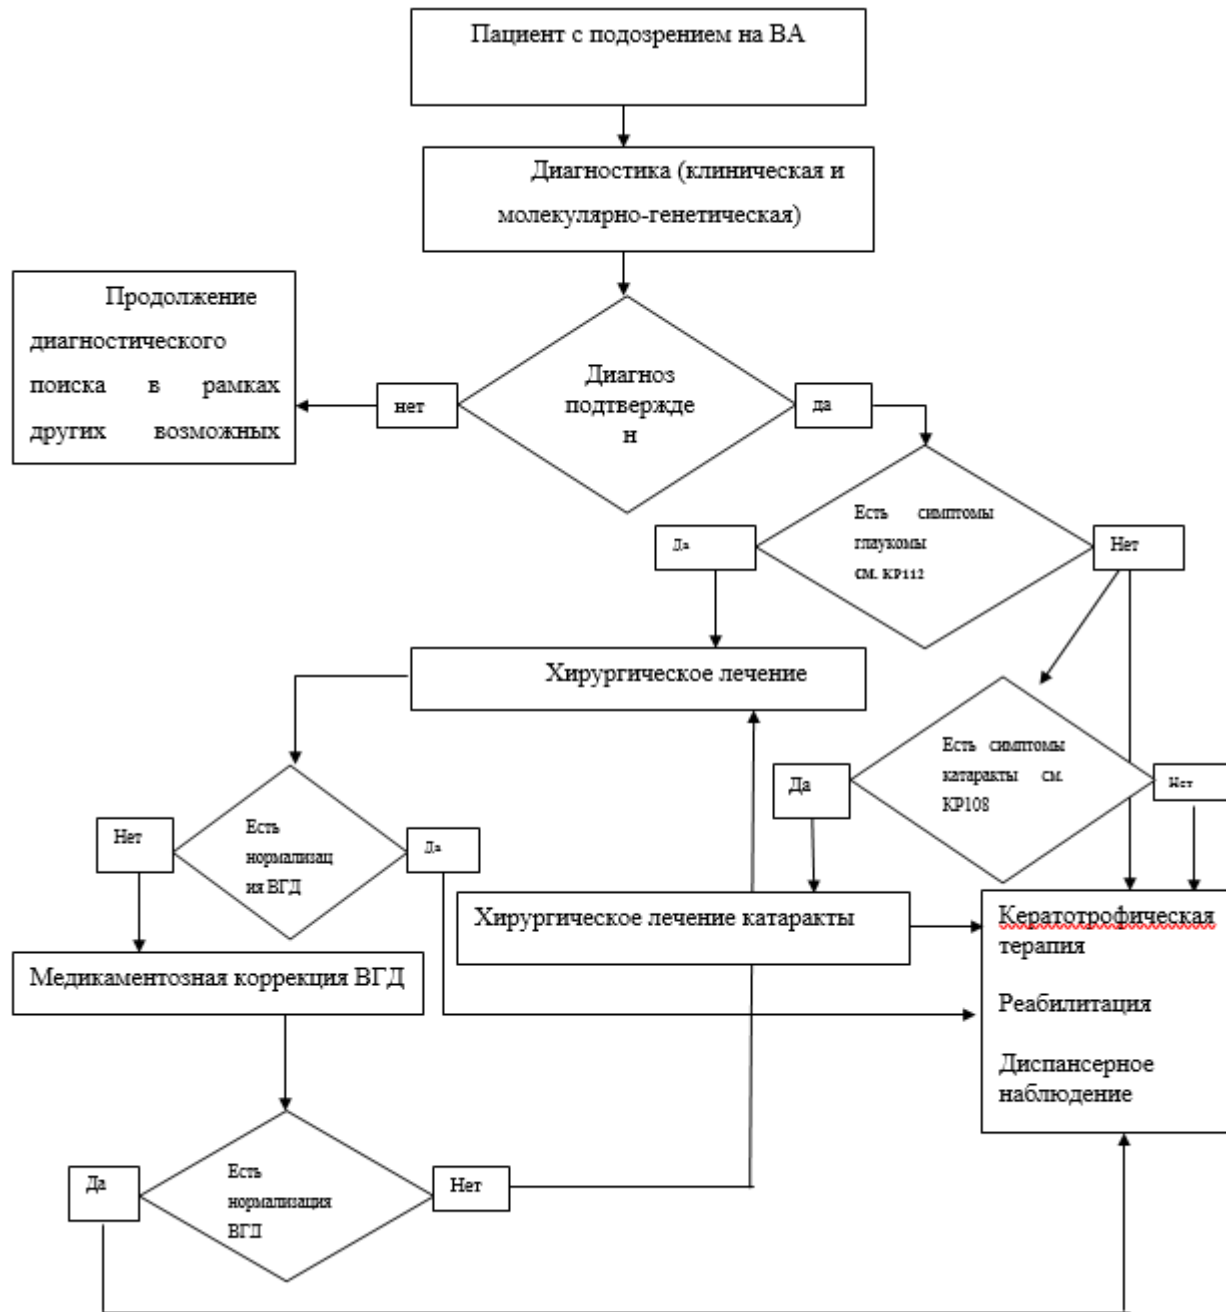 Пациент с подозрением на ВА
Диагностика (клиническая и
молекулярно-генетическая)
Продолжение
диагностического
поиска в рамках
других возможных
нет
Диагноз
подтвержде
н
да
Да
Есть симптомы
глаукомы
см. КР112
Нет
Хирургическое лечение
Есть симптомы
катаракты см.
КР108
Да
Нет
Нет
Есть
нормализац
ия ВГД
Да
Хирургическое лечение катаракты
Кератотрофическая
терапия
Реабилитация
Диспансерное
наблюдение
Медикаментозная коррекция ВГД
Да
Есть
нормализация
ВГД
Нет